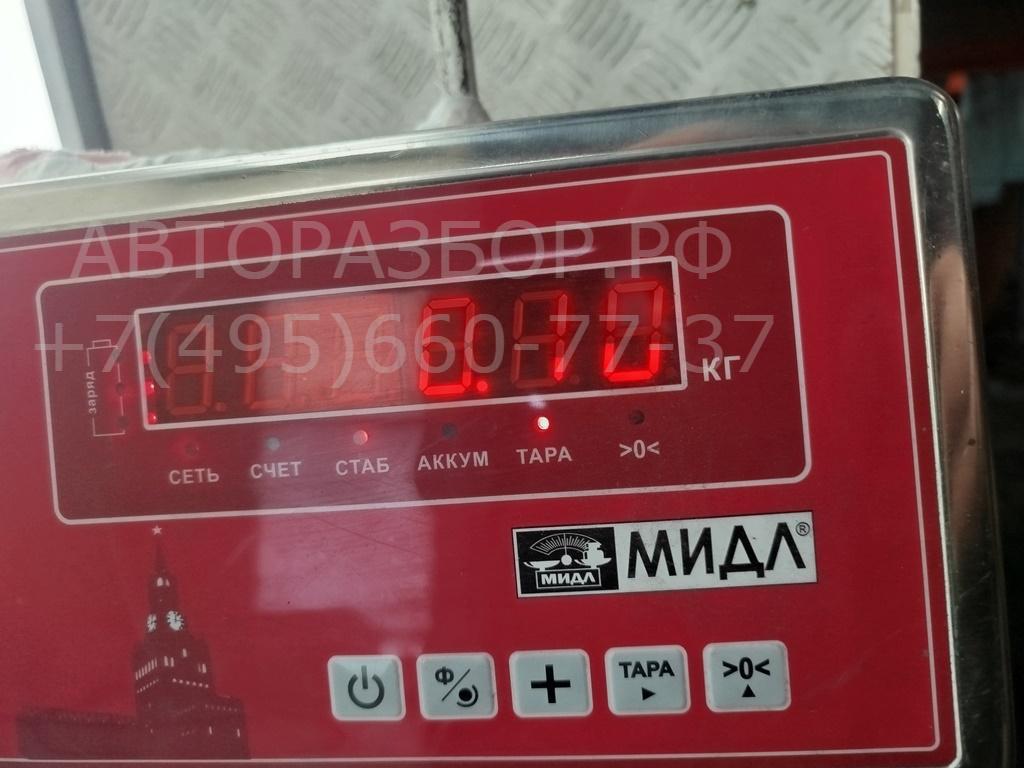 АВТОРАЗБОР.РФ
+7(495)660-77-37
0.10
КГ
заряд
СЕТЬ СЧЕТ СТАБ АККУМ ТАРА >0<
МИДЛ МИДЛ®
Ф + ТАРА >0<